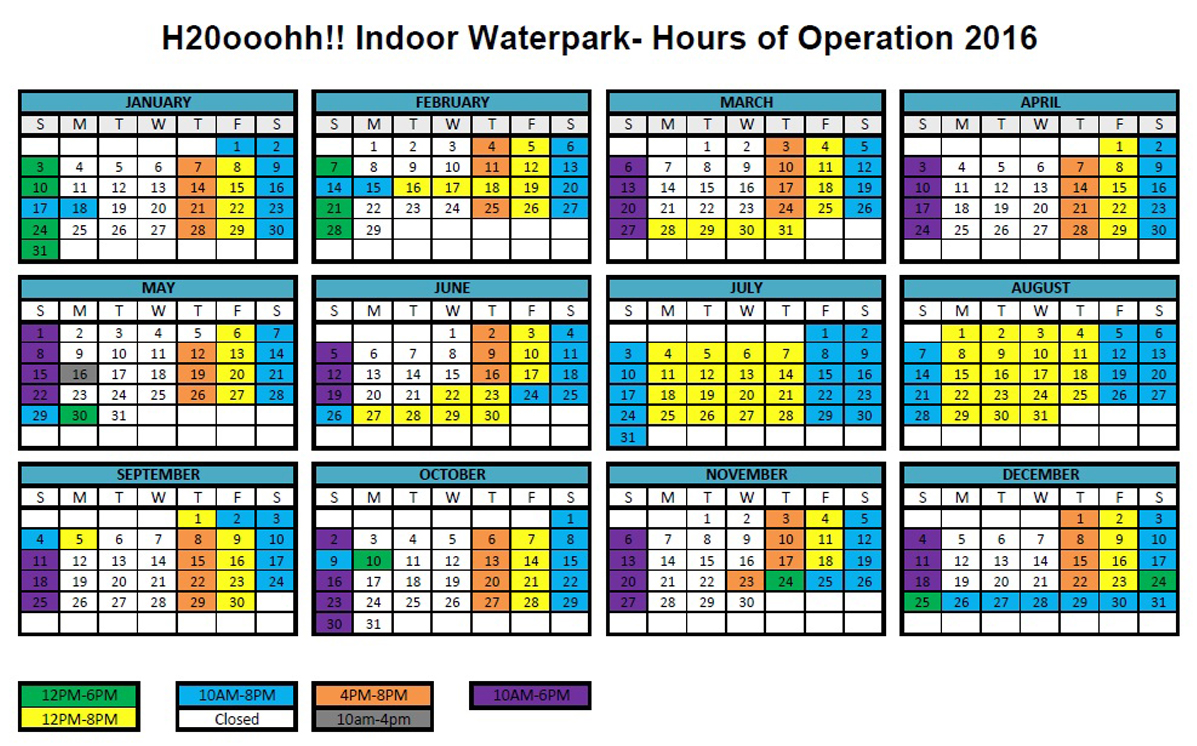 H20ooohh!! Indoor Waterpark- Hours of Operation 2016
JANUARY
S M T W T F S
1 2
3 4 5 6 7 8 9
10 11 12 13 14 15 16
17 18 19 20 21 22 23
24 25 26 27 28 29 30
31
FEBRUARY
S M T W T F S
1 2 3 4 5 6
7 8 9 10 11 12 13
14 15 16 17 18 19 20
21 22 23 24 25 26 27
28 29
MARCH
S M T W T F S
1 2 3 4 5
6 7 8 9 10 11 12
13 14 15 16 17 18 19
20 21 22 23 24 25 26
27 28 29 30 31
APRIL
S M T W T F S
1 2
3 4 5 6 7 8 9
10 11 12 13 14 15 16
17 18 19 20 21 22 23
24 25 26 27 28 29 30
MAY
S M T W T F S
1 2 3 4 5 6 7
8 9 10 11 12 13 14
15 16 17 18 19 20 21
22 23 24 25 26 27 28
29 30 31
JUNE
S M T W T F S
1 2 3 4
5 6 7 8 9 10 11
12 13 14 15 16 17 18
19 20 21 22 23 24 25
26 27 28 29 30
JULY
S M T W T F S
1 2
3 4 5 6 7 8 9
10 11 12 13 14 15 16
17 18 19 20 21 22 23
24 25 26 27 28 29 30
31
AUGUST
S M T W T F S
1 2 3 4 5 6
7 8 9 10 11 12 13
14 15 16 17 18 19 20
21 22 23 24 25 26 27
28 29 30 31
SEPTEMBER
S M T W T F S
1 2 3
4 5 6 7 8 9 10
11 12 13 14 15 16 17
18 19 20 21 22 23 24
25 26 27 28 29 30
OCTOBER
S M T W T F S
1
2 3 4 5 6 7 8
9 10 11 12 13 14 15
16 17 18 19 20 21 22
23 24 25 26 27 28 29
30 31
NOVEMBER
S M T W T F S
1 2 3 4 5
6 7 8 9 10 11 12
13 14 15 16 17 18 19
20 21 22 23 24 25 26
27 28 29 30
DECEMBER
S M T W T F S
1 2 3
4 5 6 7 8 9 10
11 12 13 14 15 16 17
18 19 20 21 22 23 24
25 26 27 28 29 30 31
12PM-6PM 10AM-8PM 4PM-8PM 10AM-6PM
12PM-8PM Closed 10am-4pm